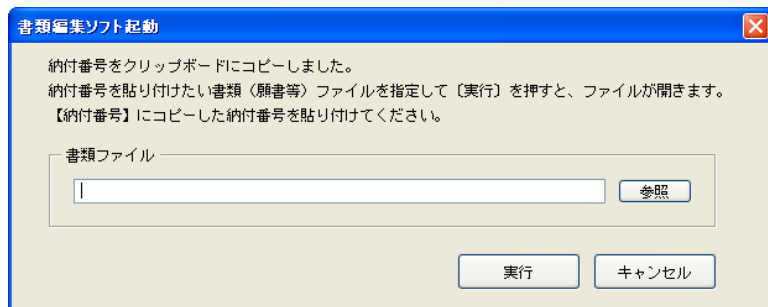 書類編集ソフト起動
納付番号をクリップボードにコピーしました。
納付番号を貼り付けたい書類（願書等）ファイルを指定して〔実行〕を押すと、ファイルが開きます。
【納付番号】にコピーした納付番号を貼り付けてください。
書類ファイル
参照
実行 キャンセル